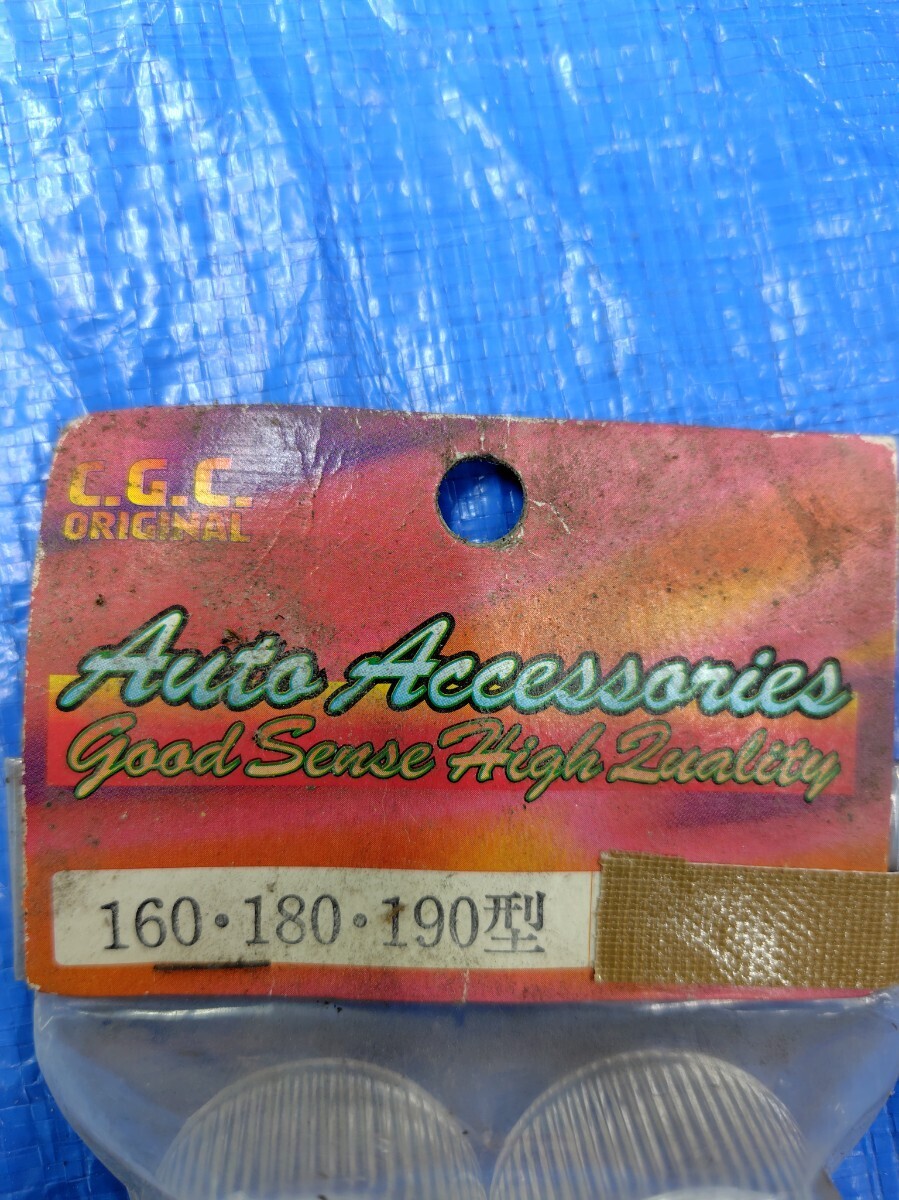 C.G.C.
ORIGINAL
Auto Accessories
Good Sense High Quality
160・180・190型